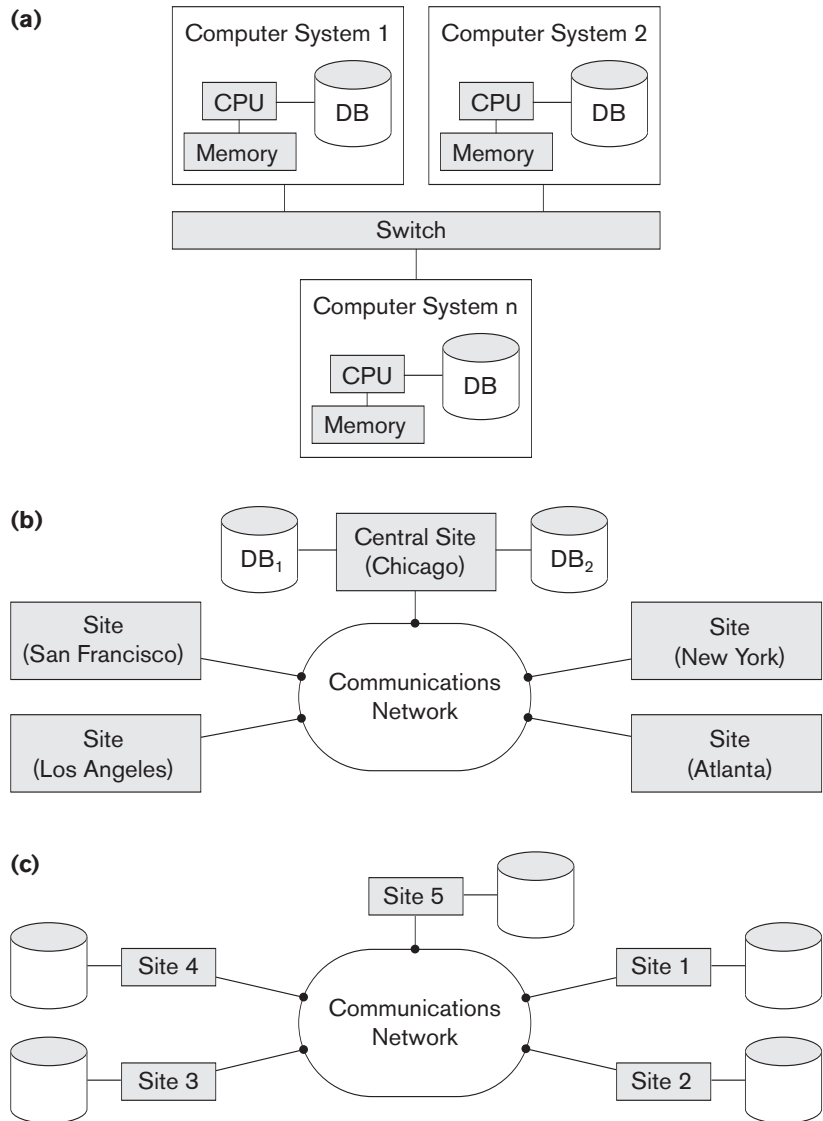 (a)
Computer System 1
CPU
DB
Memory
Computer System 2
CPU
DB
Memory
Switch
Computer System n
CPU
DB
Memory
(b)
DB₁
Central Site
(Chicago)
DB₂
Site
(San Francisco)
Site
(New York)
Communications
Network
Site
(Los Angeles)
Site
(Atlanta)
(c)
Site 5
Site 4
Site 1
Communications
Network
Site 3
Site 2